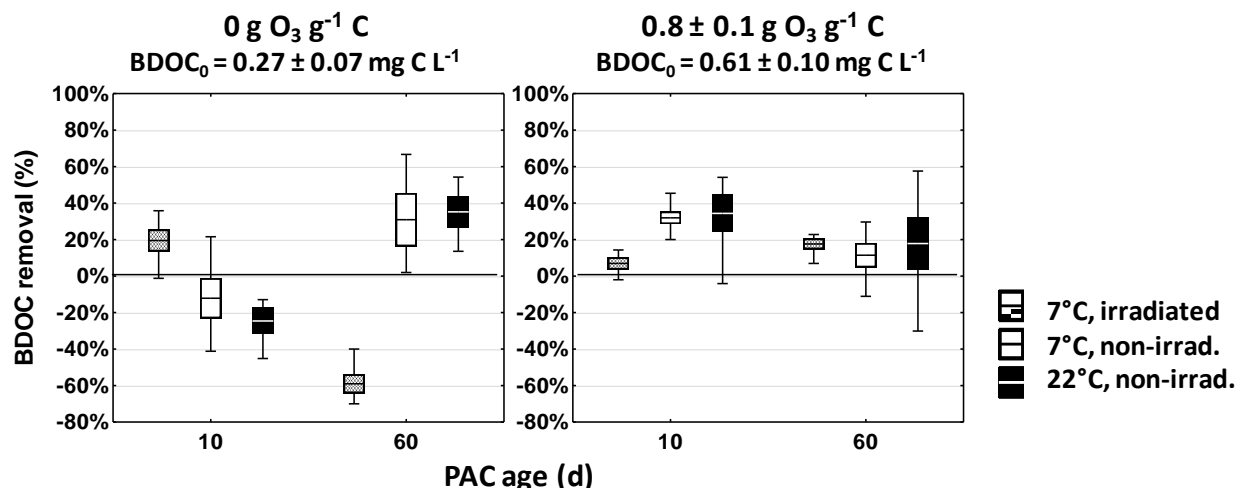 0 g O₃ g⁻¹ C
BDOC₀ = 0.27 ± 0.07 mg C L⁻¹
0.8 ± 0.1 g O₃ g⁻¹ C
BDOC₀ = 0.61 ± 0.10 mg C L⁻¹
BDOC removal (%)
100%
80%
60%
40%
20%
0%
-20%
-40%
-60%
-80%
10
60
100%
80%
60%
40%
20%
0%
-20%
-40%
-60%
-80%
10
60
PAC age (d)
7°C, irradiated
7°C, non-irrad.
22°C, non-irrad.